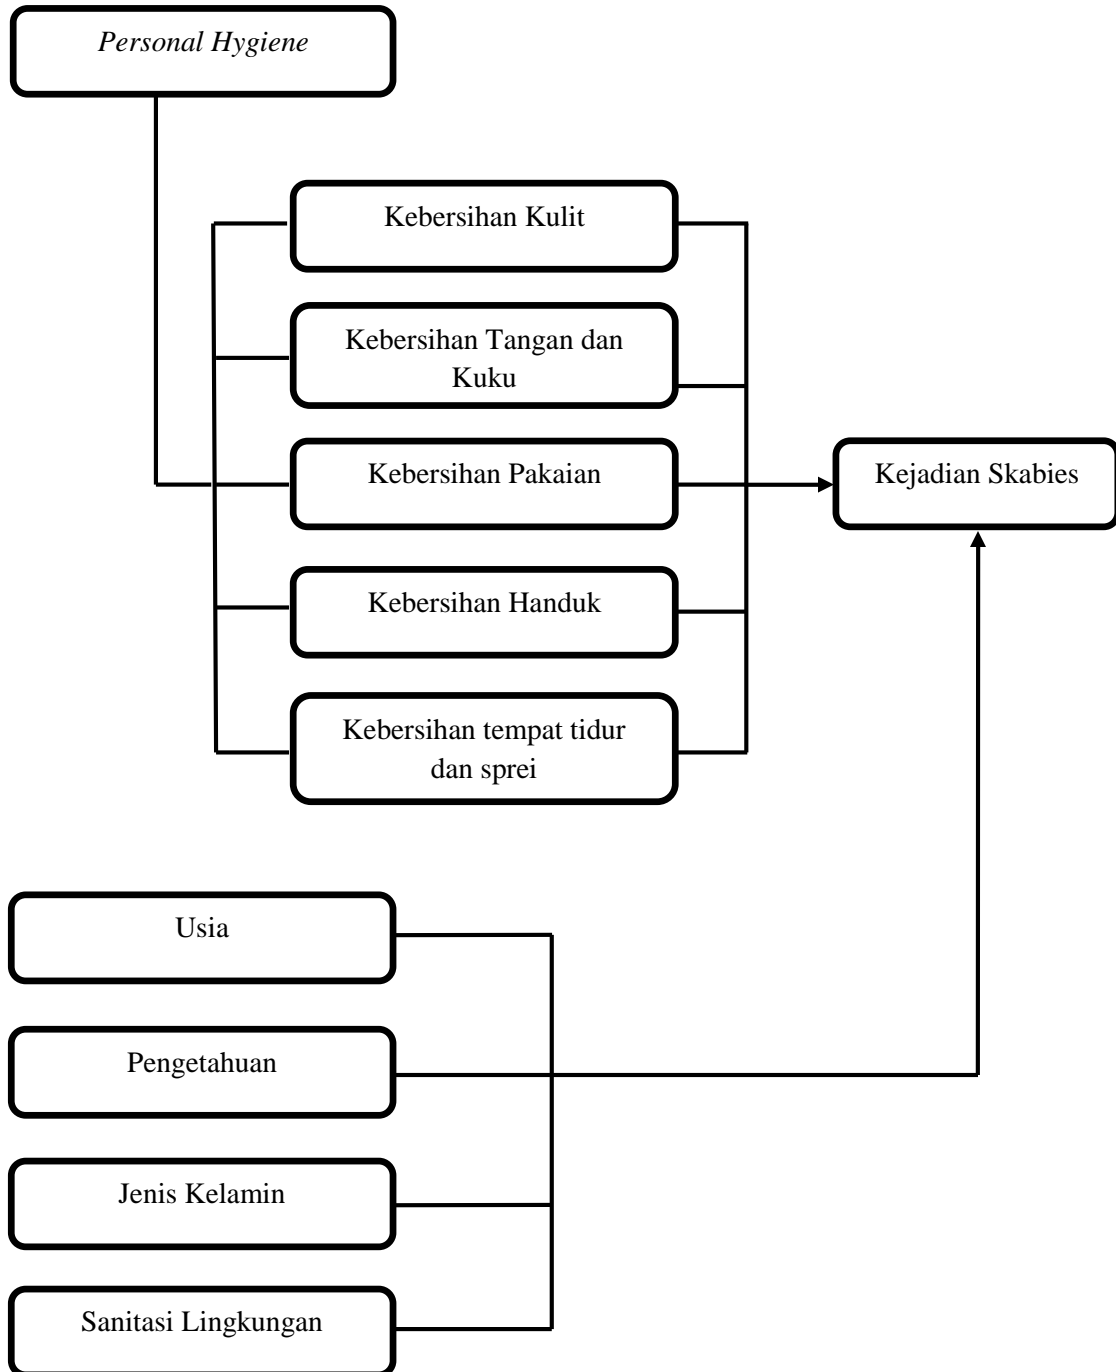 Personal Hygiene
Kebersihan Kulit
Kebersihan Tangan dan
Kuku
Kebersihan Pakaian
Kejadian Skabies
Kebersihan Handuk
Kebersihan tempat tidur
dan sprei
Usia
Pengetahuan
Jenis Kelamin
Sanitasi Lingkungan